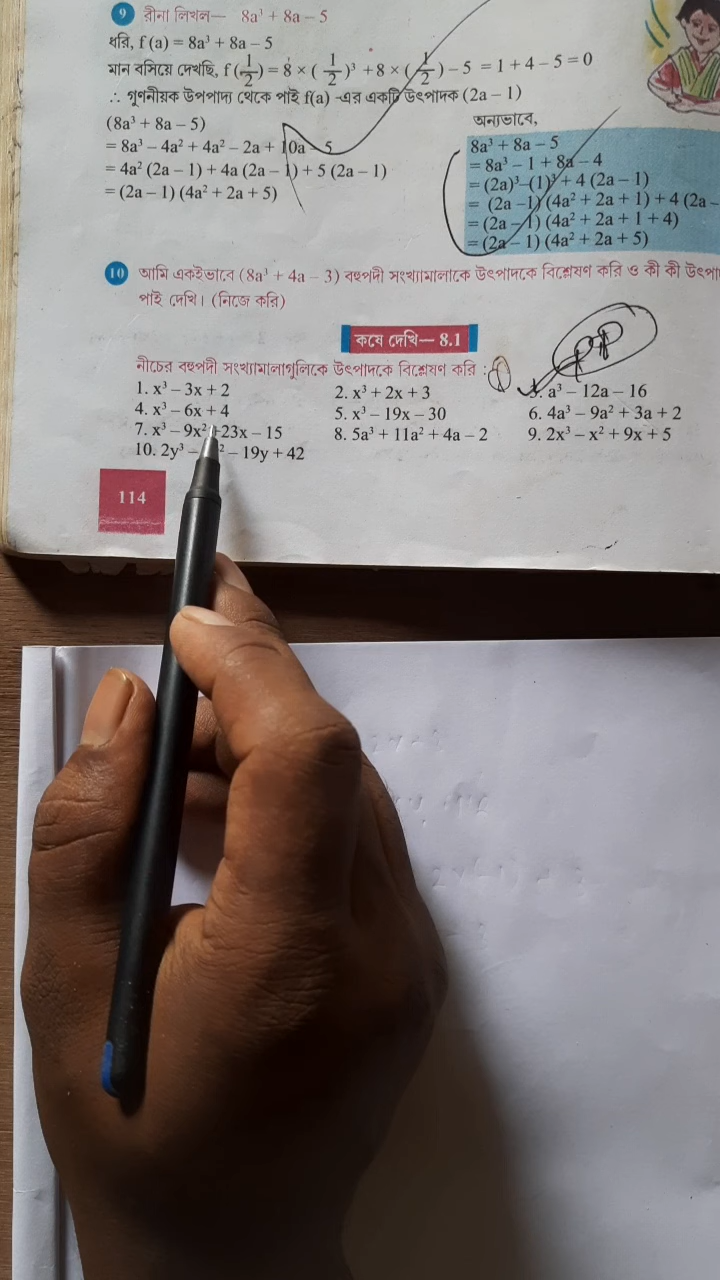 9 রীনা লিখল— 8a³ + 8a – 5
ধরি, f (a) = 8a³ + 8a – 5
মান বসিয়ে দেখছি, f(1/2) = 8 × (1/2)³ + 8 × (1/2) – 5 = 1 + 4 – 5 = 0
∴ গুণনীয়ক উপপাদ্য থেকে পাই f(a) -এর একটি উৎপাদক (2a – 1)
(8a³ + 8a – 5)
= 8a³ – 4a² + 4a² – 2a + 10a – 5
= 4a² (2a – 1) + 4a (2a – 1) + 5 (2a – 1)
= (2a – 1) (4a² + 2a + 5)
অন্যভাবে,
8a³ + 8a – 5
= 8a³ – 1 + 8a – 4
= (2a)³ – (1)³ + 4 (2a – 1)
= (2a – 1) (4a² + 2a + 1) + 4 (2a –
= (2a – 1) (4a² + 2a + 1 + 4)
= (2a – 1) (4a² + 2a + 5)
10 আমি একইভাবে (8a³ + 4a – 3) বহুপদী সংখ্যামালাকে উৎপাদকে বিশ্লেষণ করি ও কী কী উৎপা
পাই দেখি। (নিজে করি)
কষে দেখি— 8.1
নীচের বহুপদী সংখ্যামালাগুলিকে উৎপাদকে বিশ্লেষণ করি :
1. x³ – 3x + 2 2. x³ + 2x + 3 3. a³ – 12a – 16
4. x³ – 6x + 4 5. x³ – 19x – 30 6. 4a³ – 9a² + 3a + 2
7. x³ – 9x² + 23x – 15 8. 5a³ + 11a² + 4a – 2 9. 2x³ – x² + 9x + 5
10. 2y³ – ² – 19y + 42
114